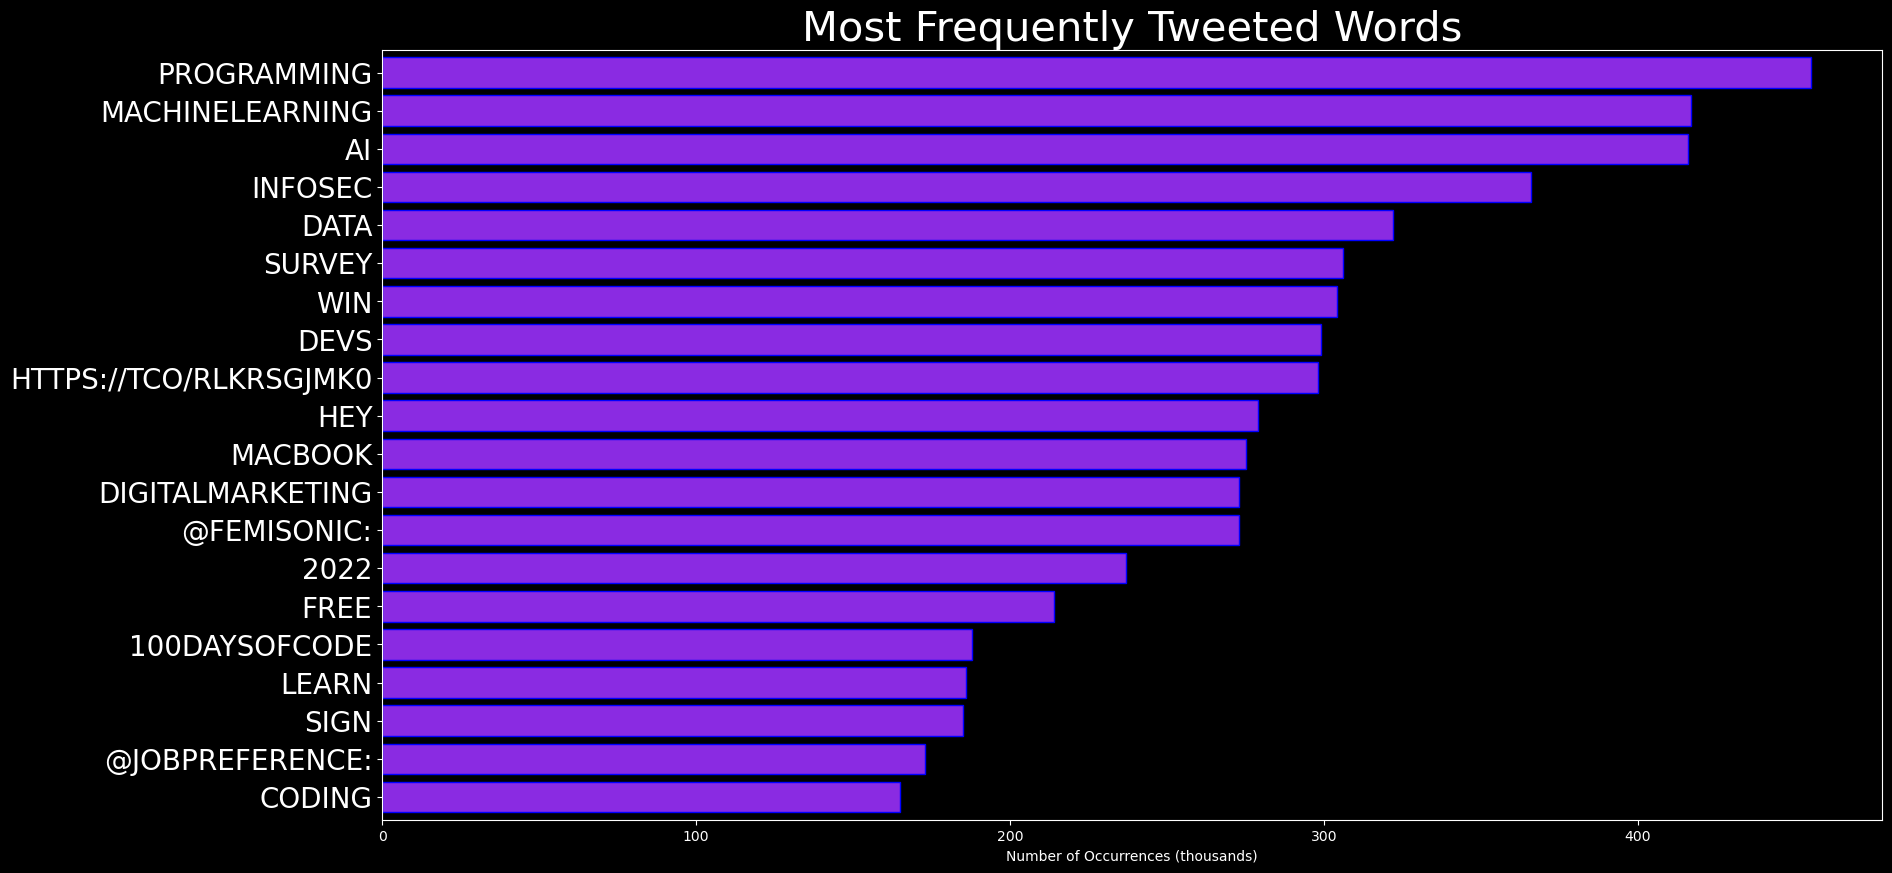 Most Frequently Tweeted Words
PROGRAMMING
MACHINELEARNING
AI
INFOSEC
DATA
SURVEY
WIN
DEVS
HTTPS://TCO/RLKRSGJMK0
HEY
MACBOOK
DIGITALMARKETING
@FEMISONIC:
2022
FREE
100DAYSOFCODE
LEARN
SIGN
@JOBPREFERENCE:
CODING
0 100 200 300 400
Number of Occurrences (thousands)